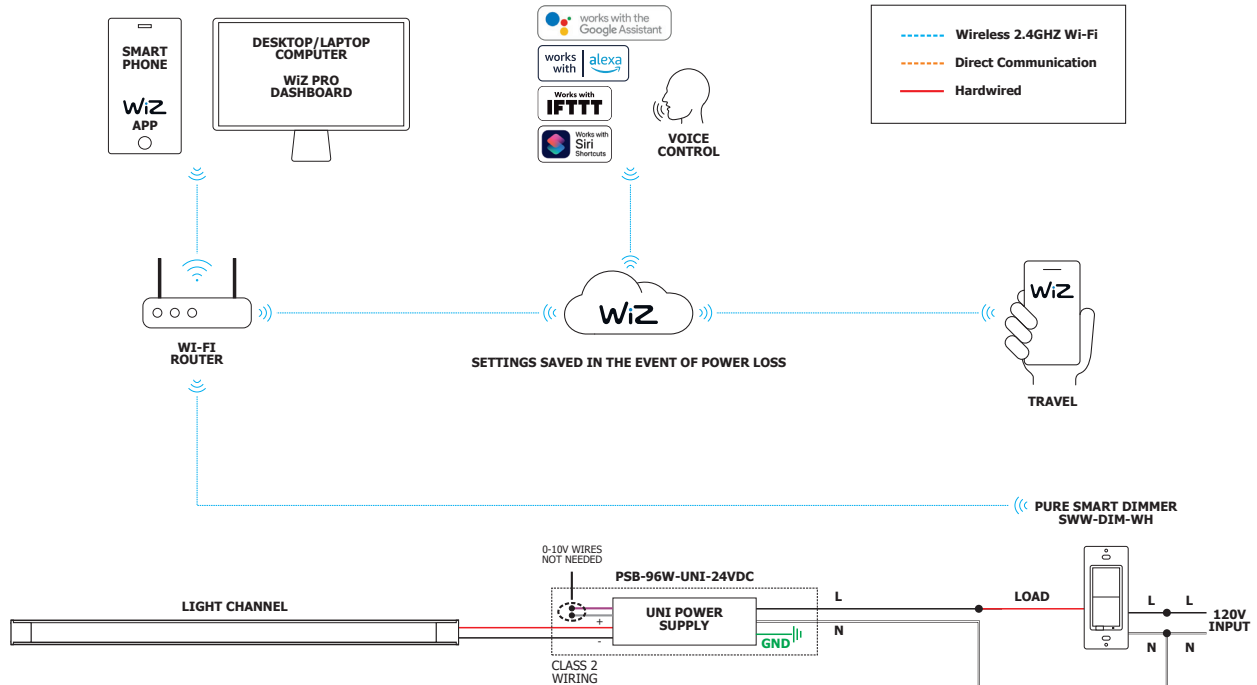 SMART
PHONE
WiZ
APP
DESKTOP/LAPTOP
COMPUTER
WiZ PRO
DASHBOARD
works with the
Google Assistant
works
with
alexa
Works with
IFTTT
Works with
Siri
Shortcuts
VOICE
CONTROL
Wireless 2.4GHZ Wi-Fi
Direct Communication
Hardwired
WI-FI
ROUTER
WiZ
SETTINGS SAVED IN THE EVENT OF POWER LOSS
WiZ
TRAVEL
PURE SMART DIMMER
SWW-DIM-WH
0-10V WIRES
NOT NEEDED
PSB-96W-UNI-24VDC
LIGHT CHANNEL
+
-
UNI POWER
SUPPLY
L
N
GND
LOAD
L L
120V
INPUT
N N
CLASS 2
WIRING